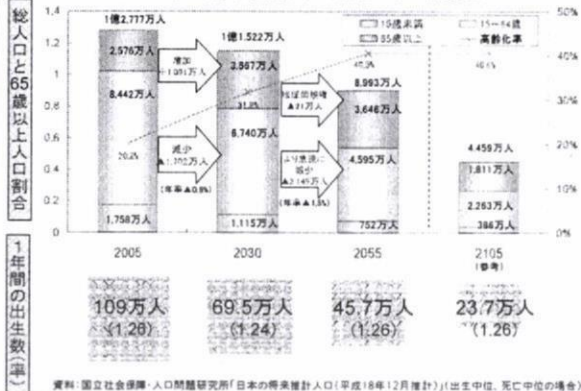 総人口と65歳以上人口割合
1億2,777万人
1億1,522万人
8,993万人
4,459万人
15歳未満
15～64歳
65歳以上
高齢化率
1.4
1.2
1
0.8
0.6
0.4
0.2
0
50%
40%
30%
20%
10%
0%
2,576万人
8,442万人
1,758万人
増加
減少
3,667万人
6,740万人
1,115万人
3,646万人
4,595万人
752万人
1,811万人
2,263万人
386万人
より急速に
減少
2005
2030
2055
2105
(参考)
1年間の出生数(率)
109万人
(1.26)
69.5万人
(1.24)
45.7万人
(1.26)
23.7万人
(1.26)
資料:国立社会保障・人口問題研究所「日本の将来推計人口(平成18年12月推計)」(出生中位、死亡中位の場合)